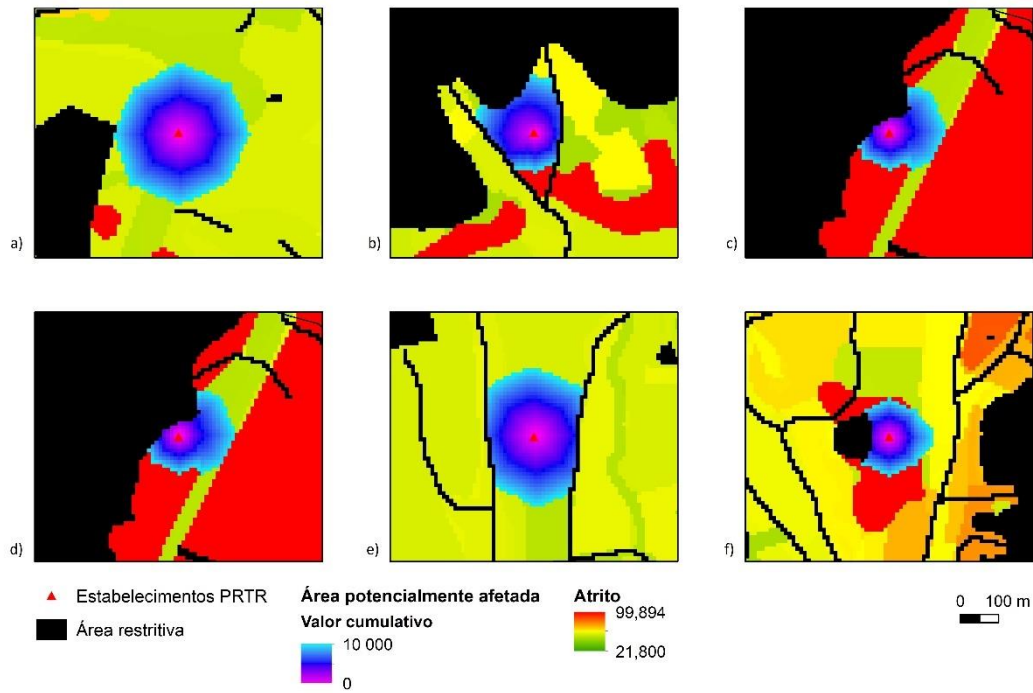 a)
b)
c)
d)
e)
f)
Estabelecimentos PRTR
Área restritiva
Área potencialmente afetada
Valor cumulativo
10 000
0
Atrito
99,894
21,800
0 100 m